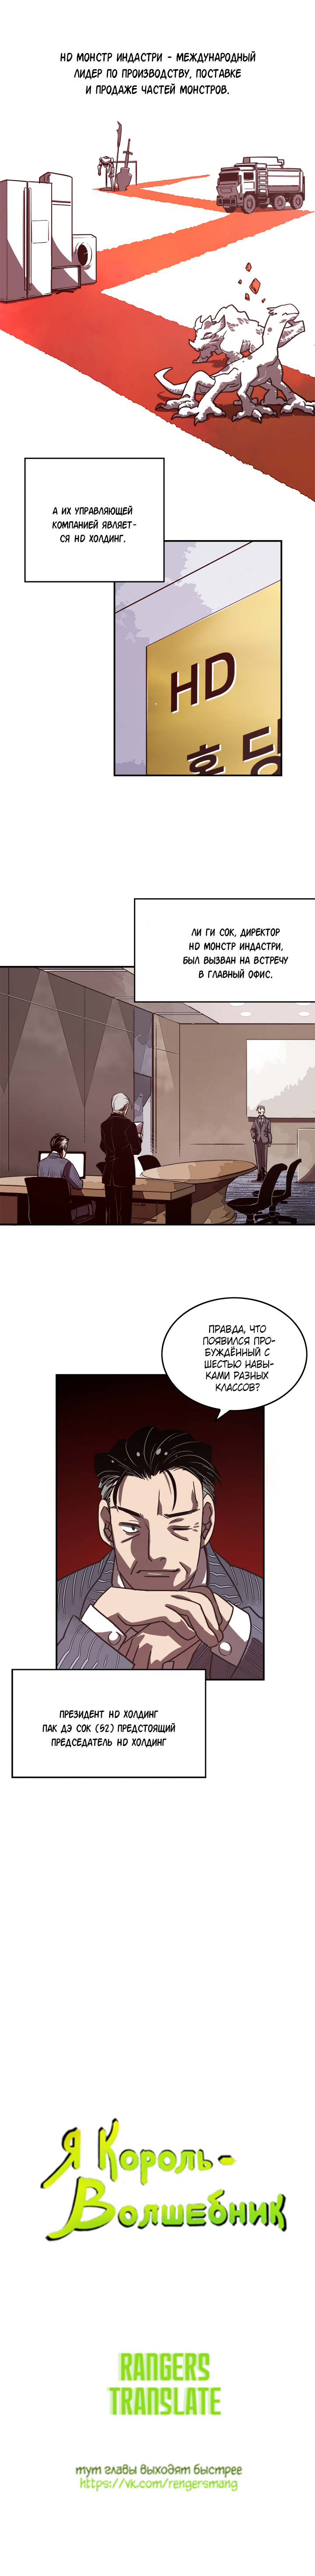 HD МОНСТР ИНДАСТРИ - МЕЖДУНАРОДНЫЙ
ЛИДЕР ПО ПРОИЗВОДСТВУ, ПОСТАВКЕ
И ПРОДАЖЕ ЧАСТЕЙ МОНСТРОВ.
А ИХ УПРАВЛЯЮЩЕЙ
КОМПАНИЕЙ ЯВЛЯЕТ-
СЯ HD ХОЛДИНГ.
HD
홀딩
ЛИ ГИ СОК, ДИРЕКТОР
HD МОНСТР ИНДАСТРИ,
БЫЛ ВЫЗВАН НА ВСТРЕЧУ
В ГЛАВНЫЙ ОФИС.
ПРАВДА, ЧТО
ПОЯВИЛСЯ ПРО-
БУЖДЁННЫЙ С
ШЕСТЬЮ НАВЫ-
КАМИ РАЗНЫХ
КЛАССОВ?
ПРЕЗИДЕНТ HD ХОЛДИНГ
ПАК ДЭ СОК (52) ПРЕДСТОЯЩИЙ
ПРЕДСЕДАТЕЛЬ HD ХОЛДИНГ
Я КОРОЛЬ-
ВОЛШЕБНИК
RANGERS
TRANSLATE
тут главы выходят быстрее
https://vk.com/rengersmang